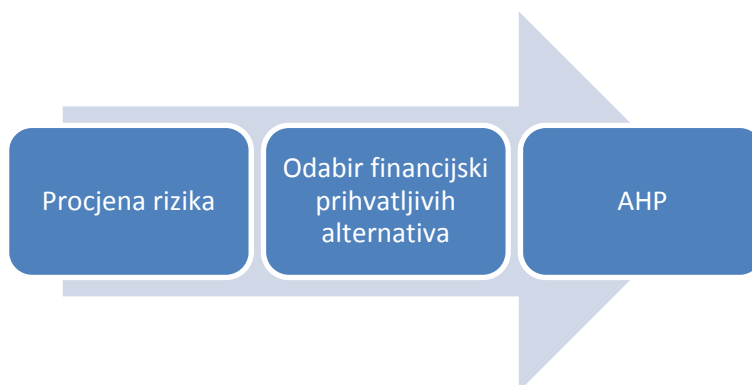 Procjena rizika
Odabir financijski
prihvatljivih
alternativa
AHP